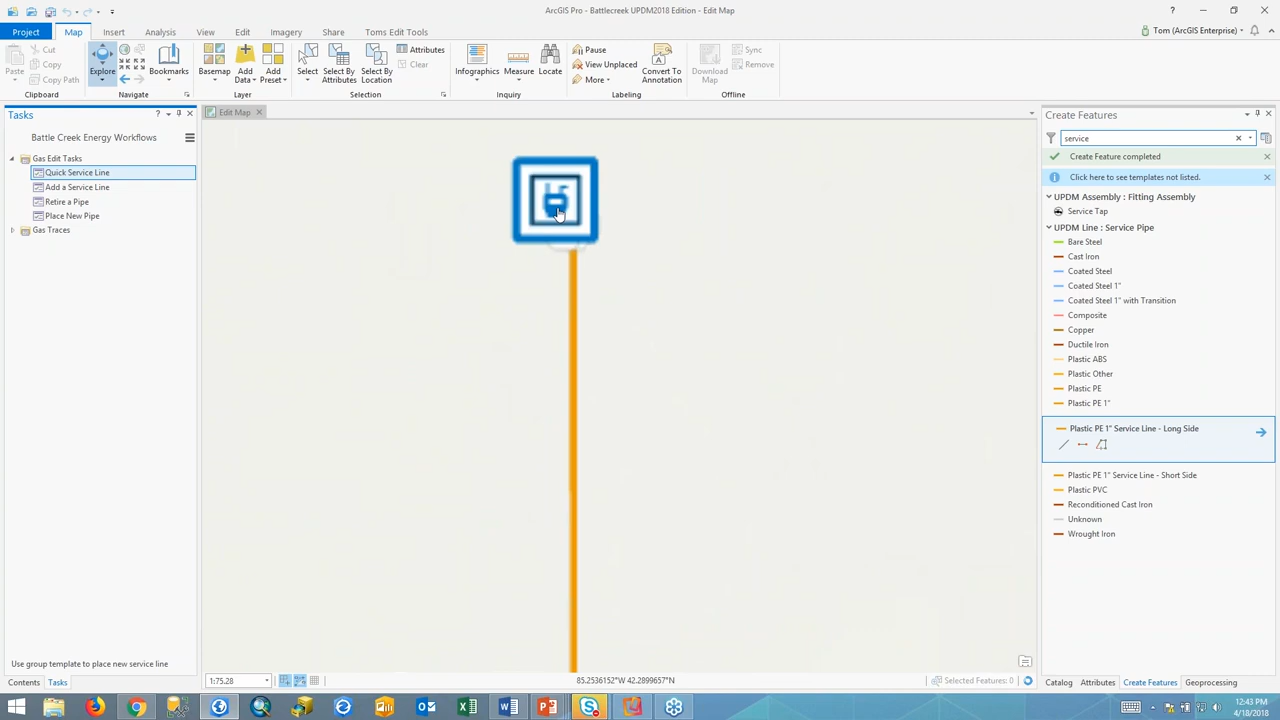 ArcGIS Pro - Battlecreek UPDM2018 Edition - Edit Map
Project Map Insert Analysis View Edit Imagery Share Toms Edit Tools
Tom (ArcGIS Enterprise)
Paste
Cut
Copy
Copy Path
Clipboard
Explore
Bookmarks
Navigate
Basemap
Add Data
Add Preset
Layer
Select
Select By Attributes
Select By Location
Attributes
Clear
Selection
Infographics
Measure
Locate
Inquiry
Pause
View Unplaced
More
Convert To Annotation
Labeling
Download Map
Sync
Remove
Offline
Tasks
Battle Creek Energy Workflows
Gas Edit Tasks
Quick Service Line
Add a Service Line
Retire a Pipe
Place New Pipe
Gas Traces
Use group template to place new service line
Contents Tasks
Edit Map
1:75.28
85.2536152°W 42.2899657°N
Selected Features: 0
Create Features
service
Create Feature completed
Click here to see templates not listed.
UPDM Assembly : Fitting Assembly
Service Tap
UPDM Line : Service Pipe
Bare Steel
Cast Iron
Coated Steel
Coated Steel 1"
Coated Steel 1" with Transition
Composite
Copper
Ductile Iron
Plastic ABS
Plastic Other
Plastic PE
Plastic PE 1"
Plastic PE 1" Service Line - Long Side
Plastic PE 1" Service Line - Short Side
Plastic PVC
Reconditioned Cast Iron
Unknown
Wrought Iron
Catalog Attributes Create Features Geoprocessing
12:43 PM
4/18/2018